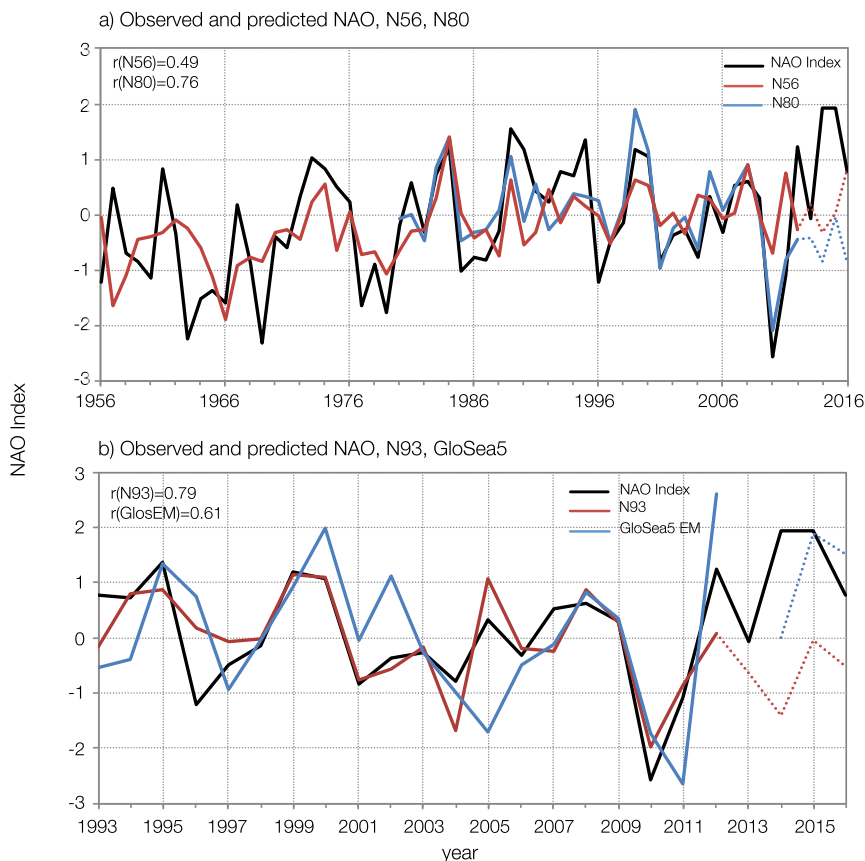 a) Observed and predicted NAO, N56, N80
r(N56)=0.49
r(N80)=0.76
NAO Index
N56
N80
3
2
1
0
-1
-2
-3
1956 1966 1976 1986 1996 2006 2016
NAO Index
b) Observed and predicted NAO, N93, GloSea5
r(N93)=0.79
r(GlosEM)=0.61
NAO Index
N93
GloSea5 EM
3
2
1
0
-1
-2
-3
1993 1995 1997 1999 2001 2003 2005 2007 2009 2011 2013 2015
year